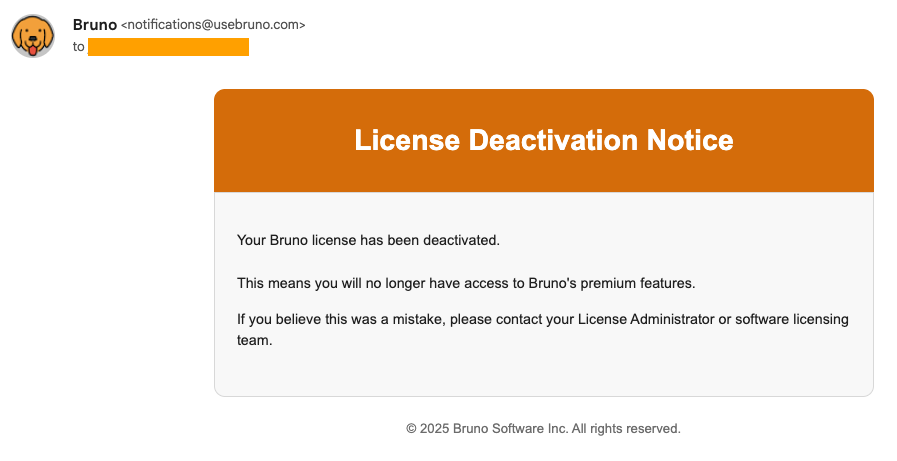 Bruno <notifications@usebruno.com>
to
License Deactivation Notice
Your Bruno license has been deactivated.
This means you will no longer have access to Bruno's premium features.
If you believe this was a mistake, please contact your License Administrator or software licensing
team.
© 2025 Bruno Software Inc. All rights reserved.